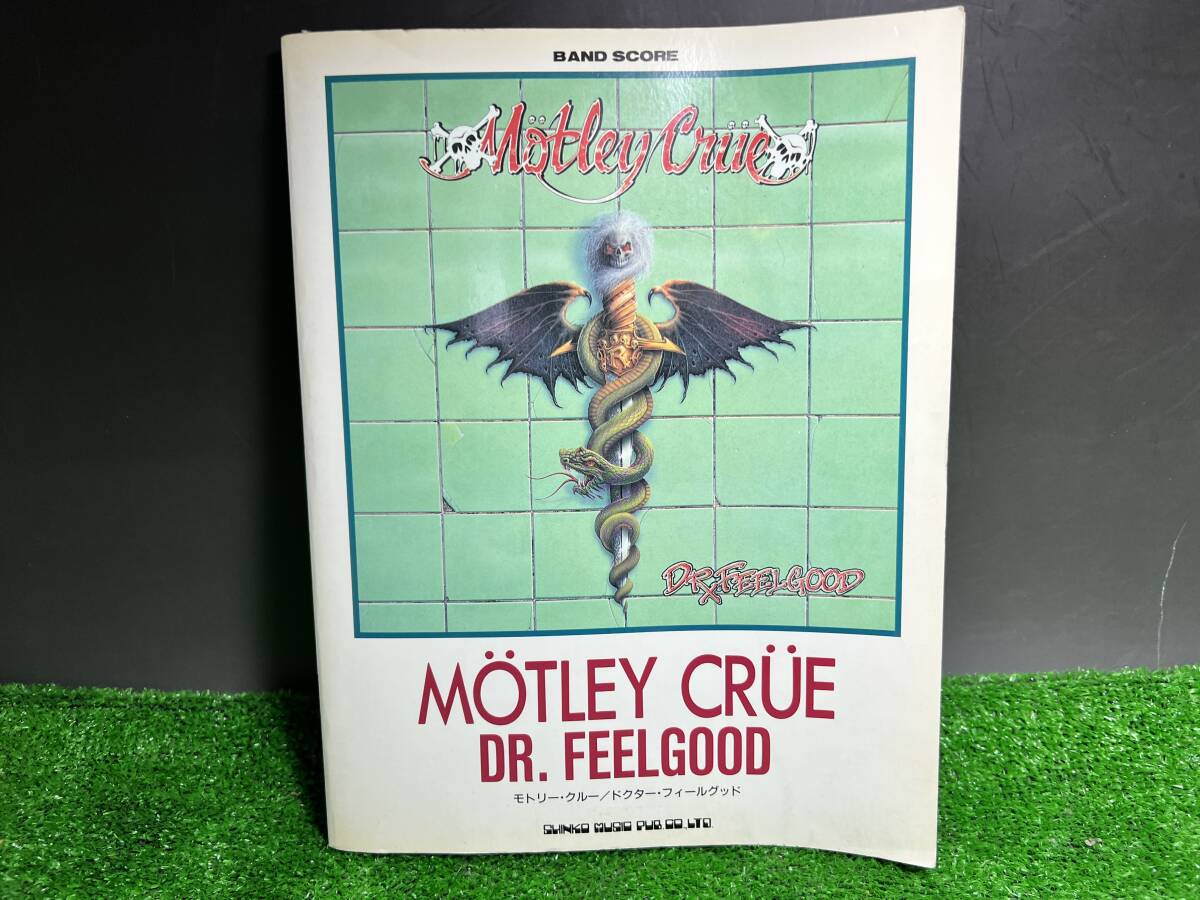 BAND SCORE
Mötley Crüe
DR. FEELGOOD
MÖTLEY CRÜE
DR. FEELGOOD
モトリー・クルー/ドクター・フィールグッド
SHINKO MUSIC PUB. CO., LTD.